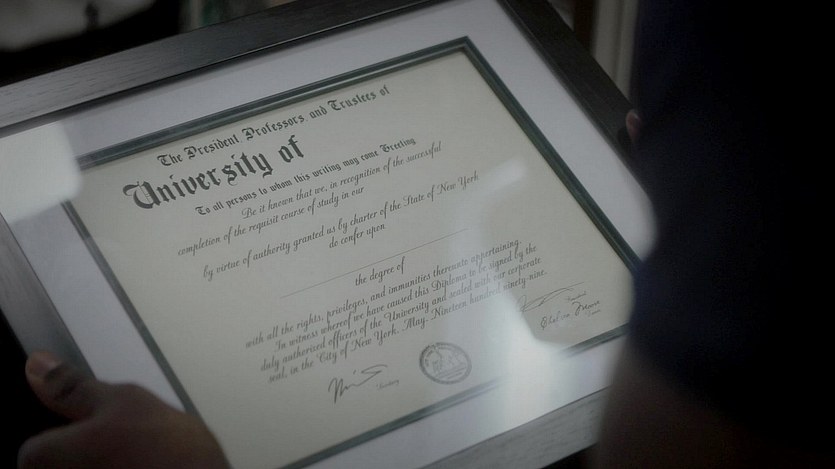 The President Professors and Trustees of
University of
To all persons to whom this writing may come Greeting
Be it known that we, in recognition of the successful
completion of the requisit course of study in our
by virtue of authority granted as by charter of the State of New York
do confer upon
the degree of
with all the rights, privileges, and immunities thereunto appertaining.
In witness whereof we have caused this Diploma to be signed by the
duly authorised officers of the University and sealed with our corporate
seal, in the City of New York, May, Nineteen hundred ninety-nine.